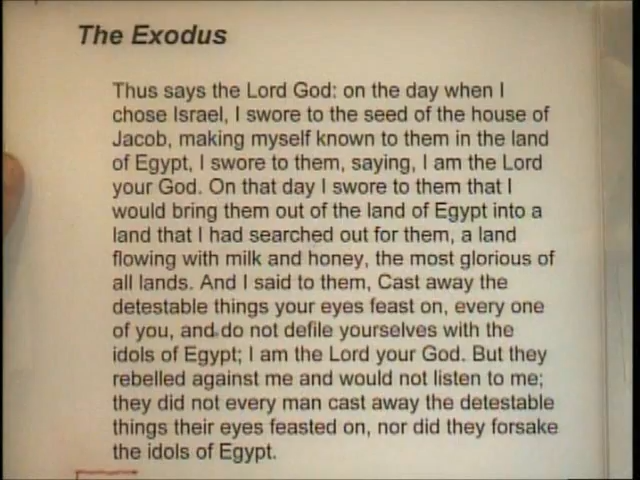 The Exodus
Thus says the Lord God: on the day when I
chose Israel, I swore to the seed of the house of
Jacob, making myself known to them in the land
of Egypt, I swore to them, saying, I am the Lord
your God. On that day I swore to them that I
would bring them out of the land of Egypt into a
land that I had searched out for them, a land
flowing with milk and honey, the most glorious of
all lands. And I said to them, Cast away the
detestable things your eyes feast on, every one
of you, and do not defile yourselves with the
idols of Egypt; I am the Lord your God. But they
rebelled against me and would not listen to me;
they did not every man cast away the detestable
things their eyes feasted on, nor did they forsake
the idols of Egypt.